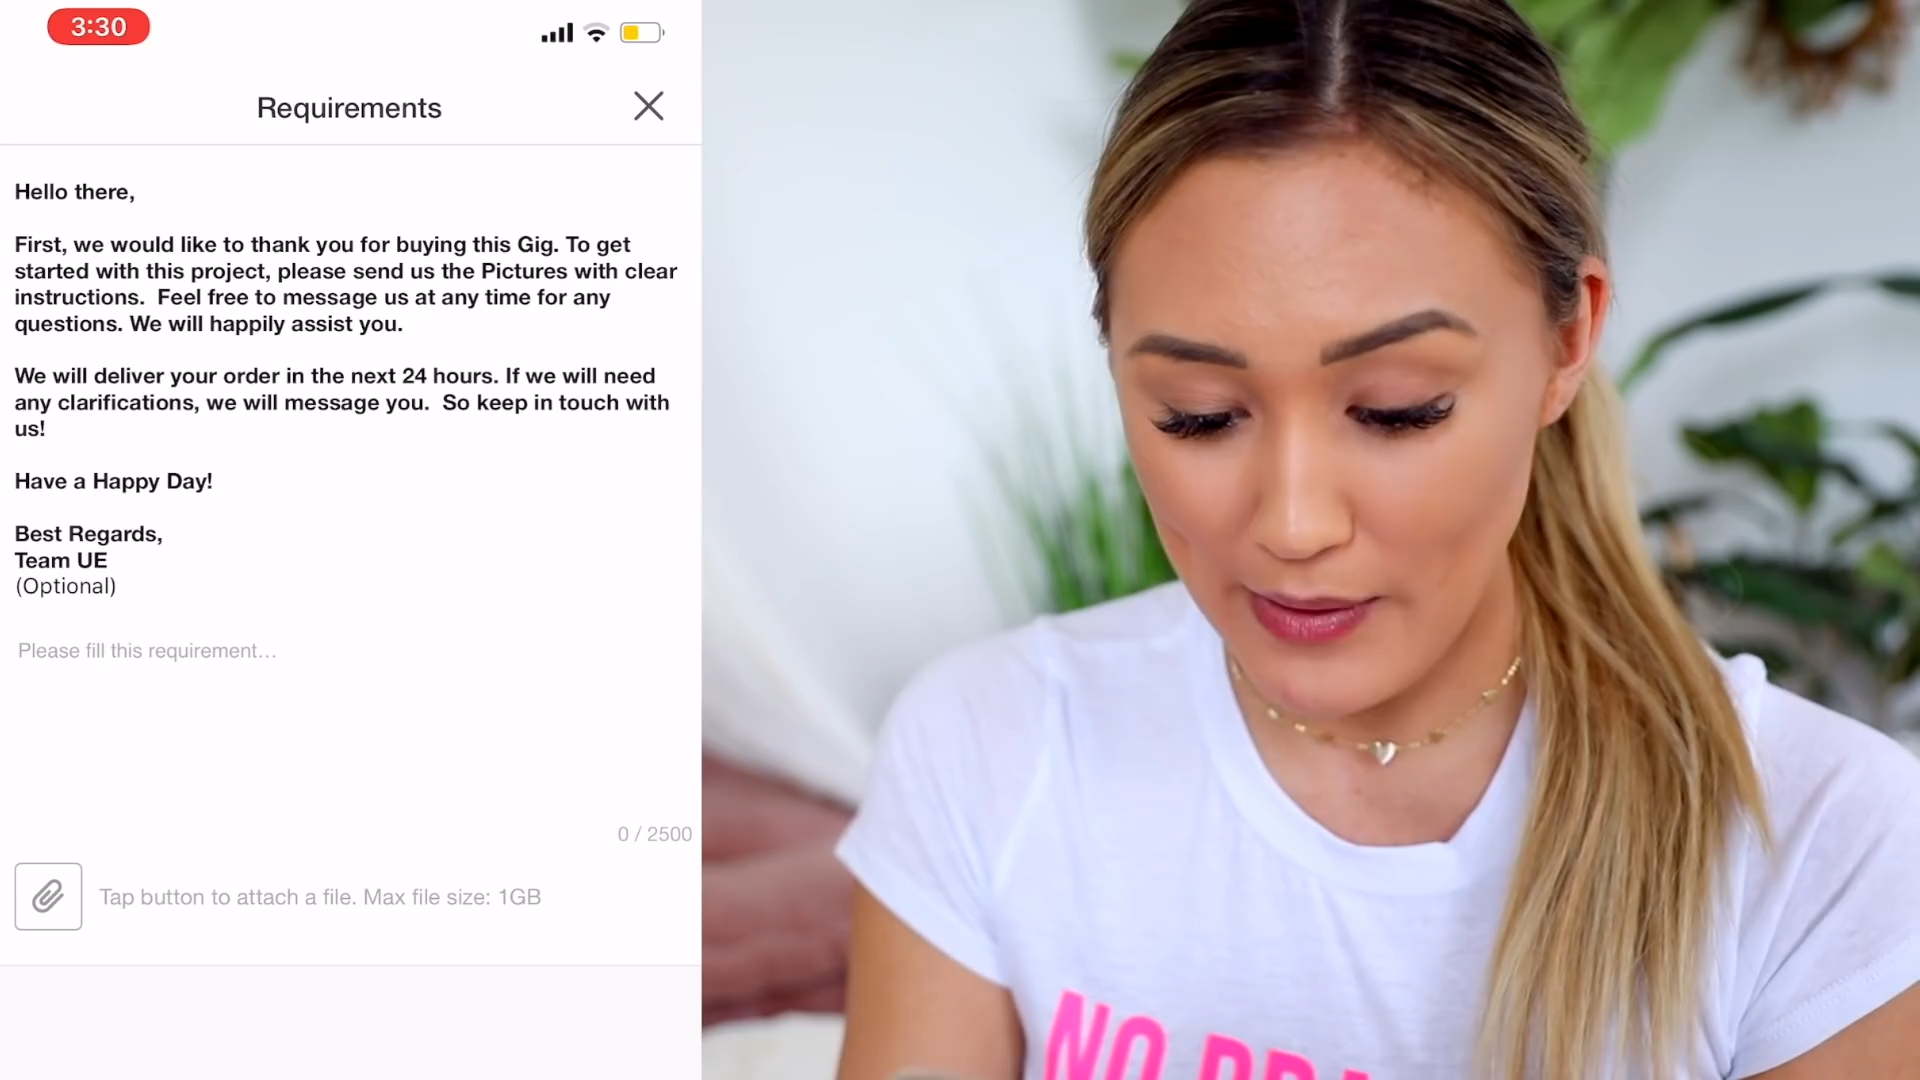 3:30
Requirements
Hello there,
First, we would like to thank you for buying this Gig. To get
started with this project, please send us the Pictures with clear
instructions.  Feel free to message us at any time for any
questions. We will happily assist you.
We will deliver your order in the next 24 hours. If we will need
any clarifications, we will message you.  So keep in touch with
us!
Have a Happy Day!
Best Regards,
Team UE
(Optional)
Please fill this requirement...
0 / 2500
Tap button to attach a file. Max file size: 1GB
NO